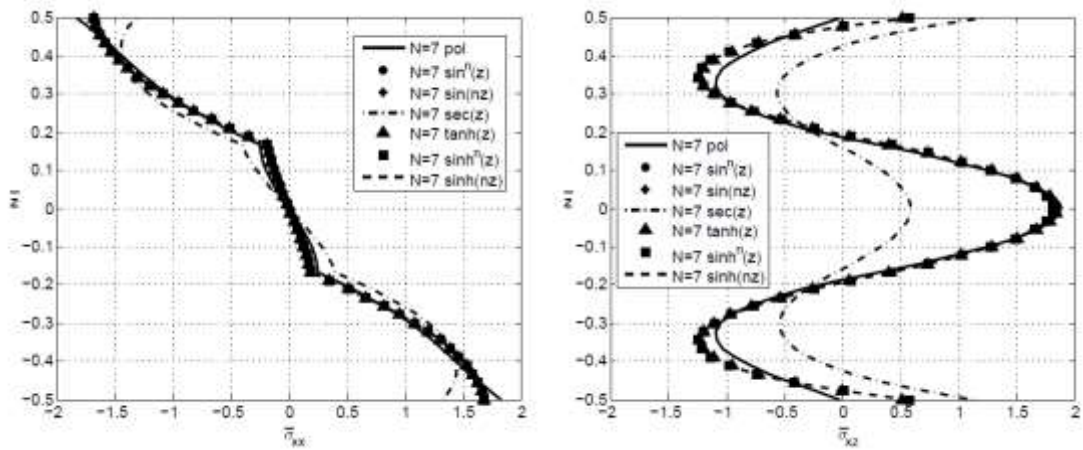 0.5
0.4
0.3
0.2
0.1
0
−0.1
−0.2
−0.3
−0.4
−0.5
z̄
−2 −1.5 −1 −0.5 0 0.5 1 1.5 2
σ̄xx
N=7 pol
N=7 sinⁿ(z)
N=7 sin(nz)
N=7 sec(z)
N=7 tanh(z)
N=7 sinhⁿ(z)
N=7 sinh(nz)
0.5
0.4
0.3
0.2
0.1
0
−0.1
−0.2
−0.3
−0.4
−0.5
z̄
−2 −1.5 −1 −0.5 0 0.5 1 1.5 2
σ̄xz
N=7 pol
N=7 sinⁿ(z)
N=7 sin(nz)
N=7 sec(z)
N=7 tanh(z)
N=7 sinhⁿ(z)
N=7 sinh(nz)